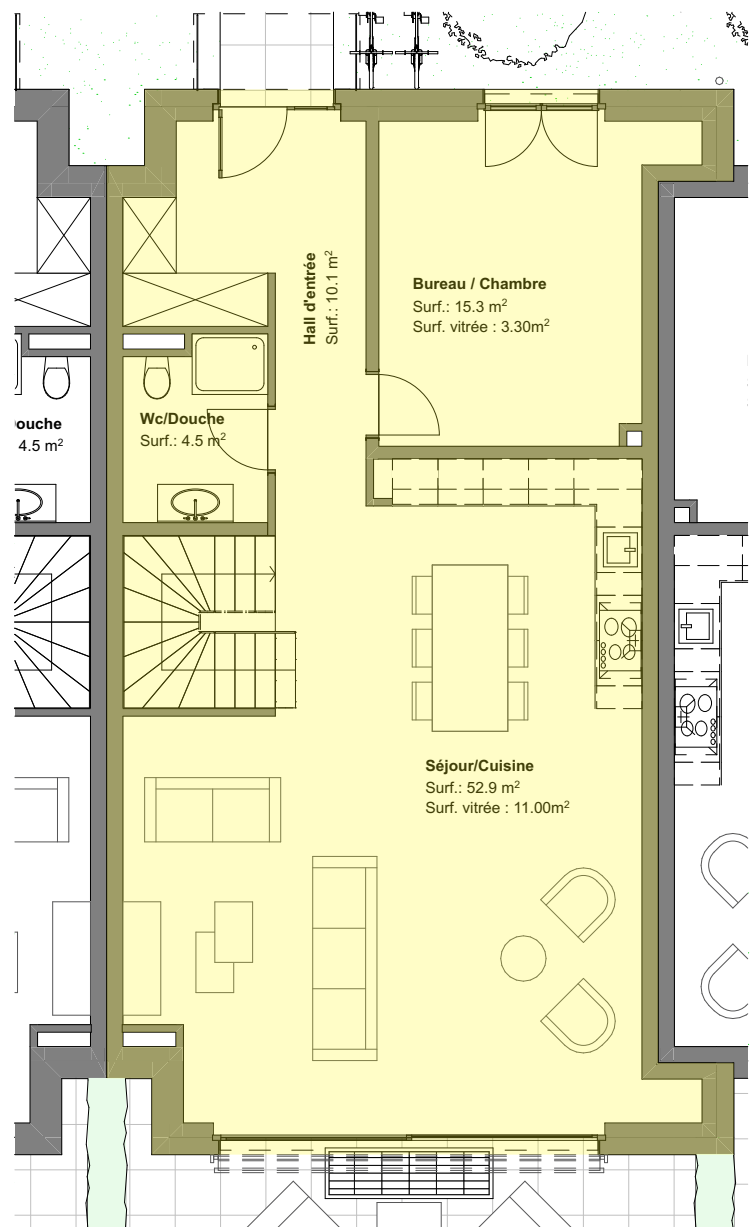 Hall d'entrée
Surf.: 10.1 m²
Bureau / Chambre
Surf.: 15.3 m²
Surf. vitrée : 3.30m²
Wc/Douche
Surf.: 4.5 m²
ouche
4.5 m²
Séjour/Cuisine
Surf.: 52.9 m²
Surf. vitrée : 11.00m²